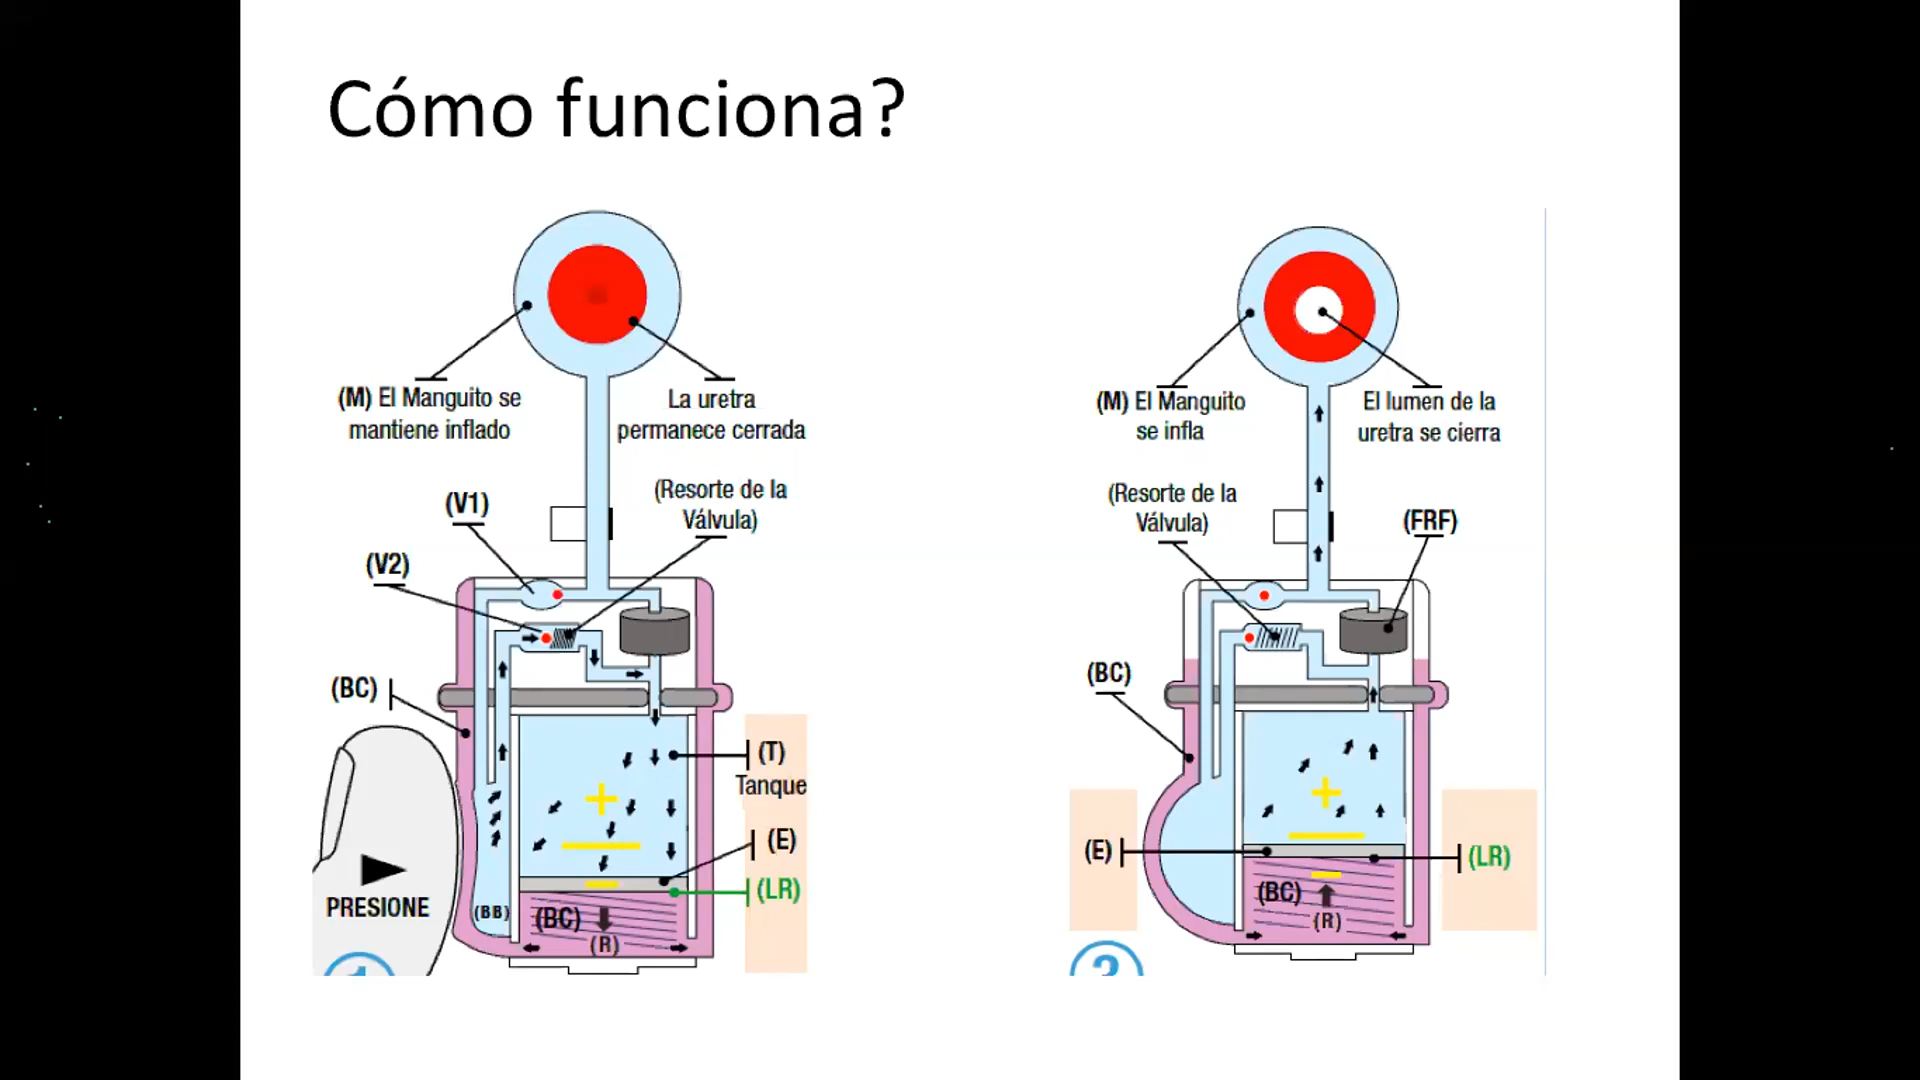 Cómo funciona?
(M) El Manguito se
mantiene inflado
La uretra
permanece cerrada
(V1)
(Resorte de la
Válvula)
(V2)
(BC)
(T)
Tanque
(E)
(LR)
PRESIONE
(BB)
(BC)
(R)
1
(M) El Manguito
se infla
El lumen de la
uretra se cierra
(Resorte de la
Válvula)
(FRF)
(BC)
(E)
(LR)
(BC)
(R)
2